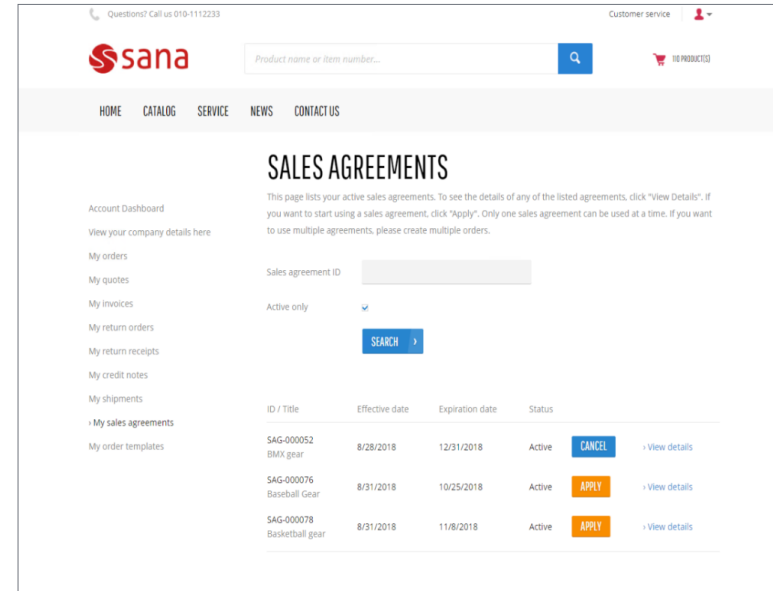 Questions? Call us 010-1112233
Customer service
sana
Product name or item number...
110 PRODUCT(S)
HOME CATALOG SERVICE NEWS CONTACT US
SALES AGREEMENTS
This page lists your active sales agreements. To see the details of any of the listed agreements, click "View Details". If
you want to start using a sales agreement, click "Apply". Only one sales agreement can be used at a time. If you want
to use multiple agreements, please create multiple orders.
Account Dashboard
View your company details here
My orders
My quotes
My invoices
My return orders
My return receipts
My credit notes
My shipments
› My sales agreements
My order templates
Sales agreement ID
Active only
SEARCH ›
ID / Title Effective date Expiration date Status
SAG-000052
BMX gear
8/28/2018 12/31/2018 Active CANCEL › View details
SAG-000076
Baseball Gear
8/31/2018 10/25/2018 Active APPLY › View details
SAG-000078
Basketball gear
8/31/2018 11/8/2018 Active APPLY › View details